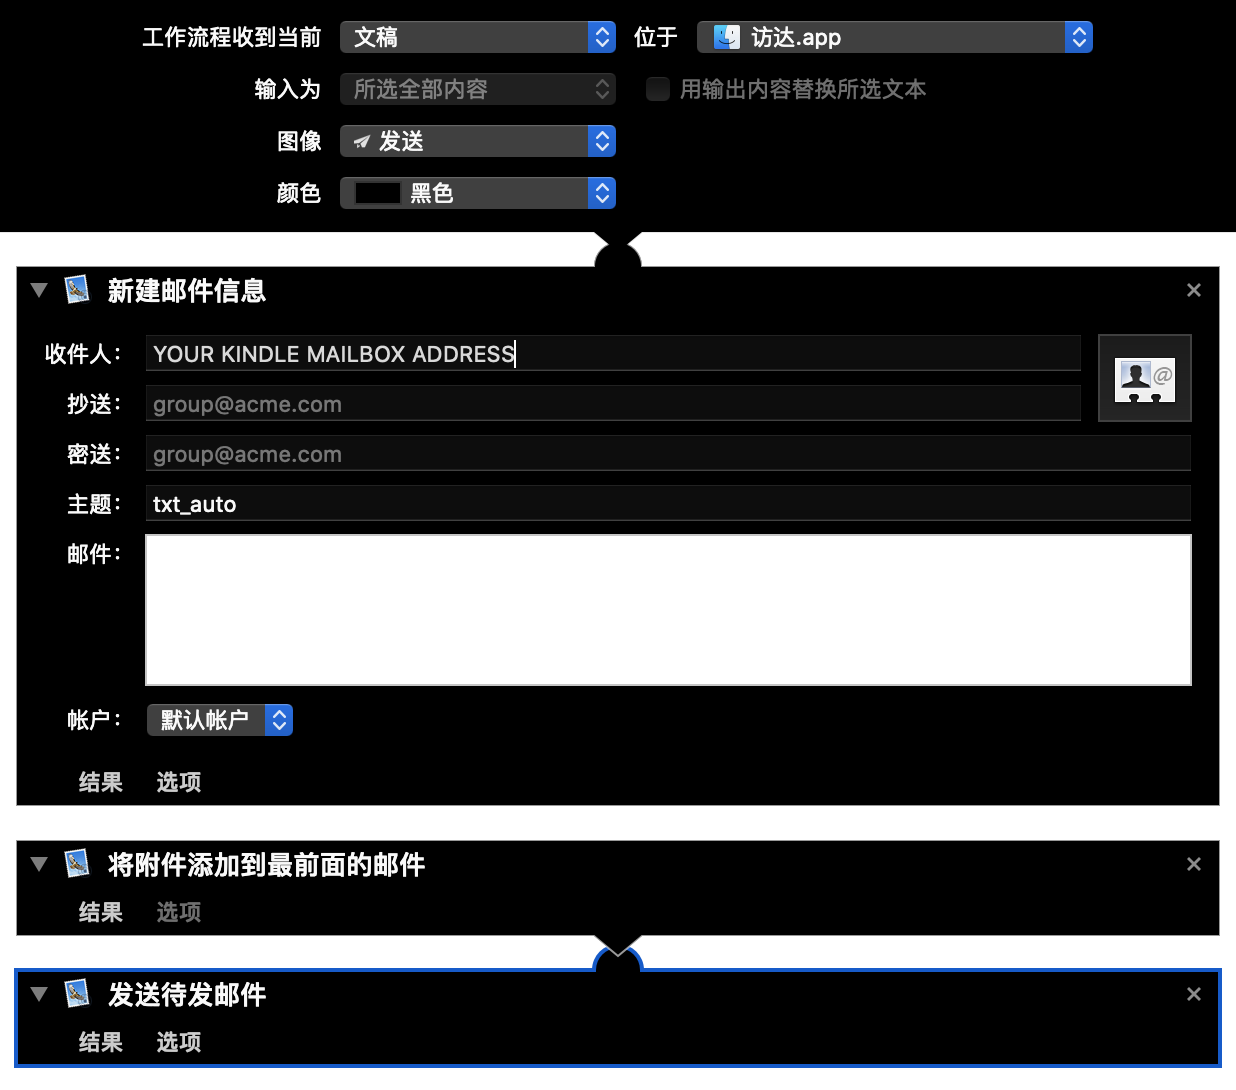 工作流程收到当前 文稿 位于 访达.app
输入为 所选全部内容 用输出内容替换所选文本
图像 发送
颜色 黑色
新建邮件信息
收件人： YOUR KINDLE MAILBOX ADDRESS
抄送： group@acme.com
密送： group@acme.com
主题： txt_auto
邮件：
帐户： 默认帐户
结果 选项
将附件添加到最前面的邮件
结果 选项
发送待发邮件
结果 选项